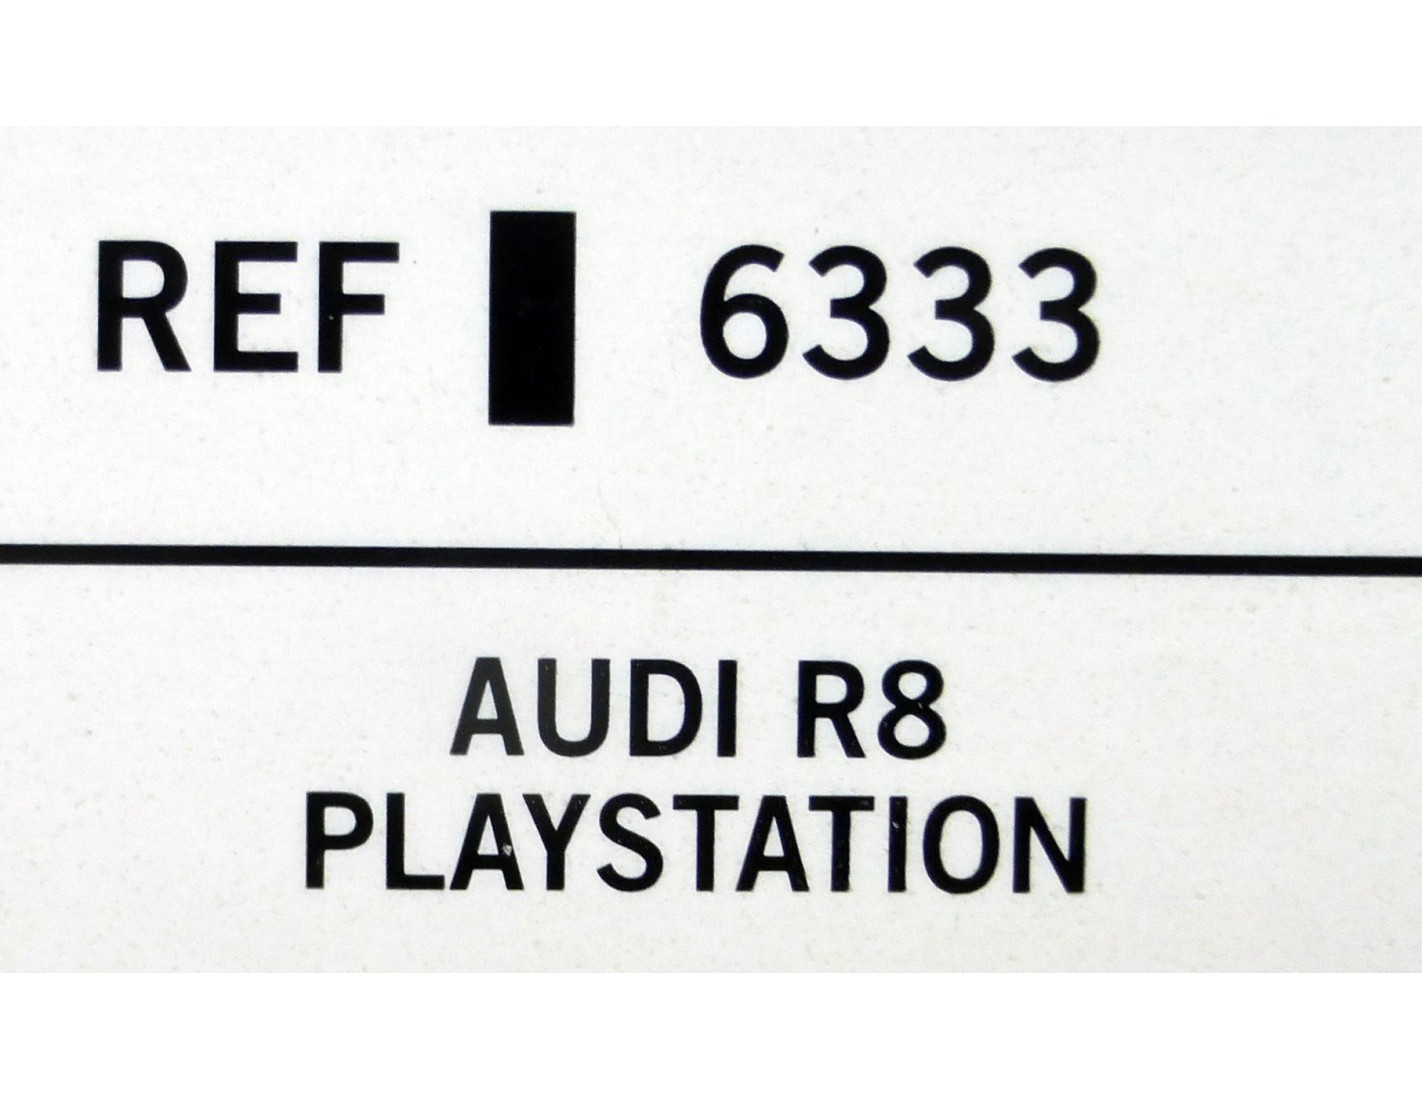 REF 6333
AUDI R8
PLAYSTATION